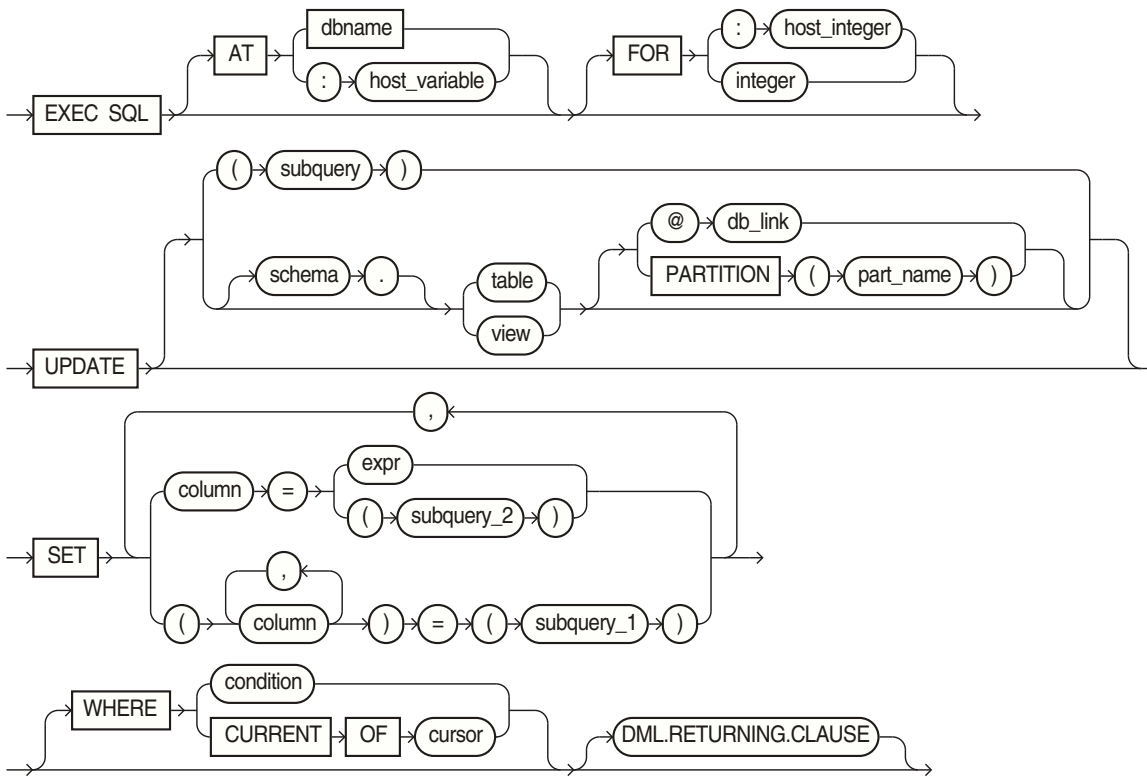 AT dbname FOR : host_integer
: host_variable integer
EXEC SQL
( subquery )
@ db_link
schema . table PARTITION ( part_name )
view
UPDATE
,
expr
column = ( subquery_2 )
SET
,
( column ) = ( subquery_1 )
condition
WHERE CURRENT OF cursor DML.RETURNING.CLAUSE